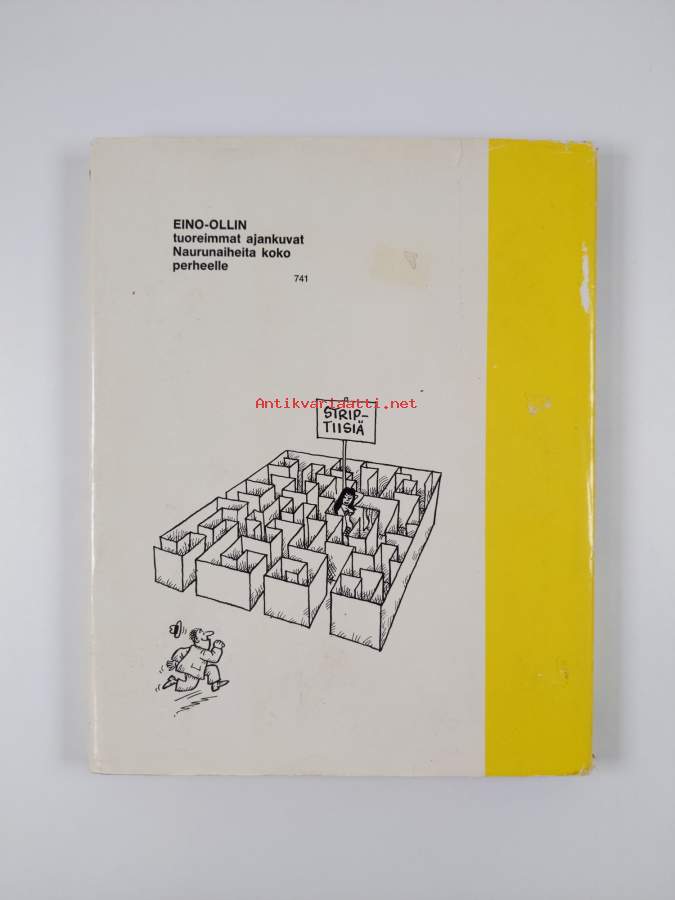 EINO-OLLIN
tuoreimmat ajankuvat
Naurunaiheita koko
perheelle
741
Antikvariaatti.net
STRIP-
TIISIÄ